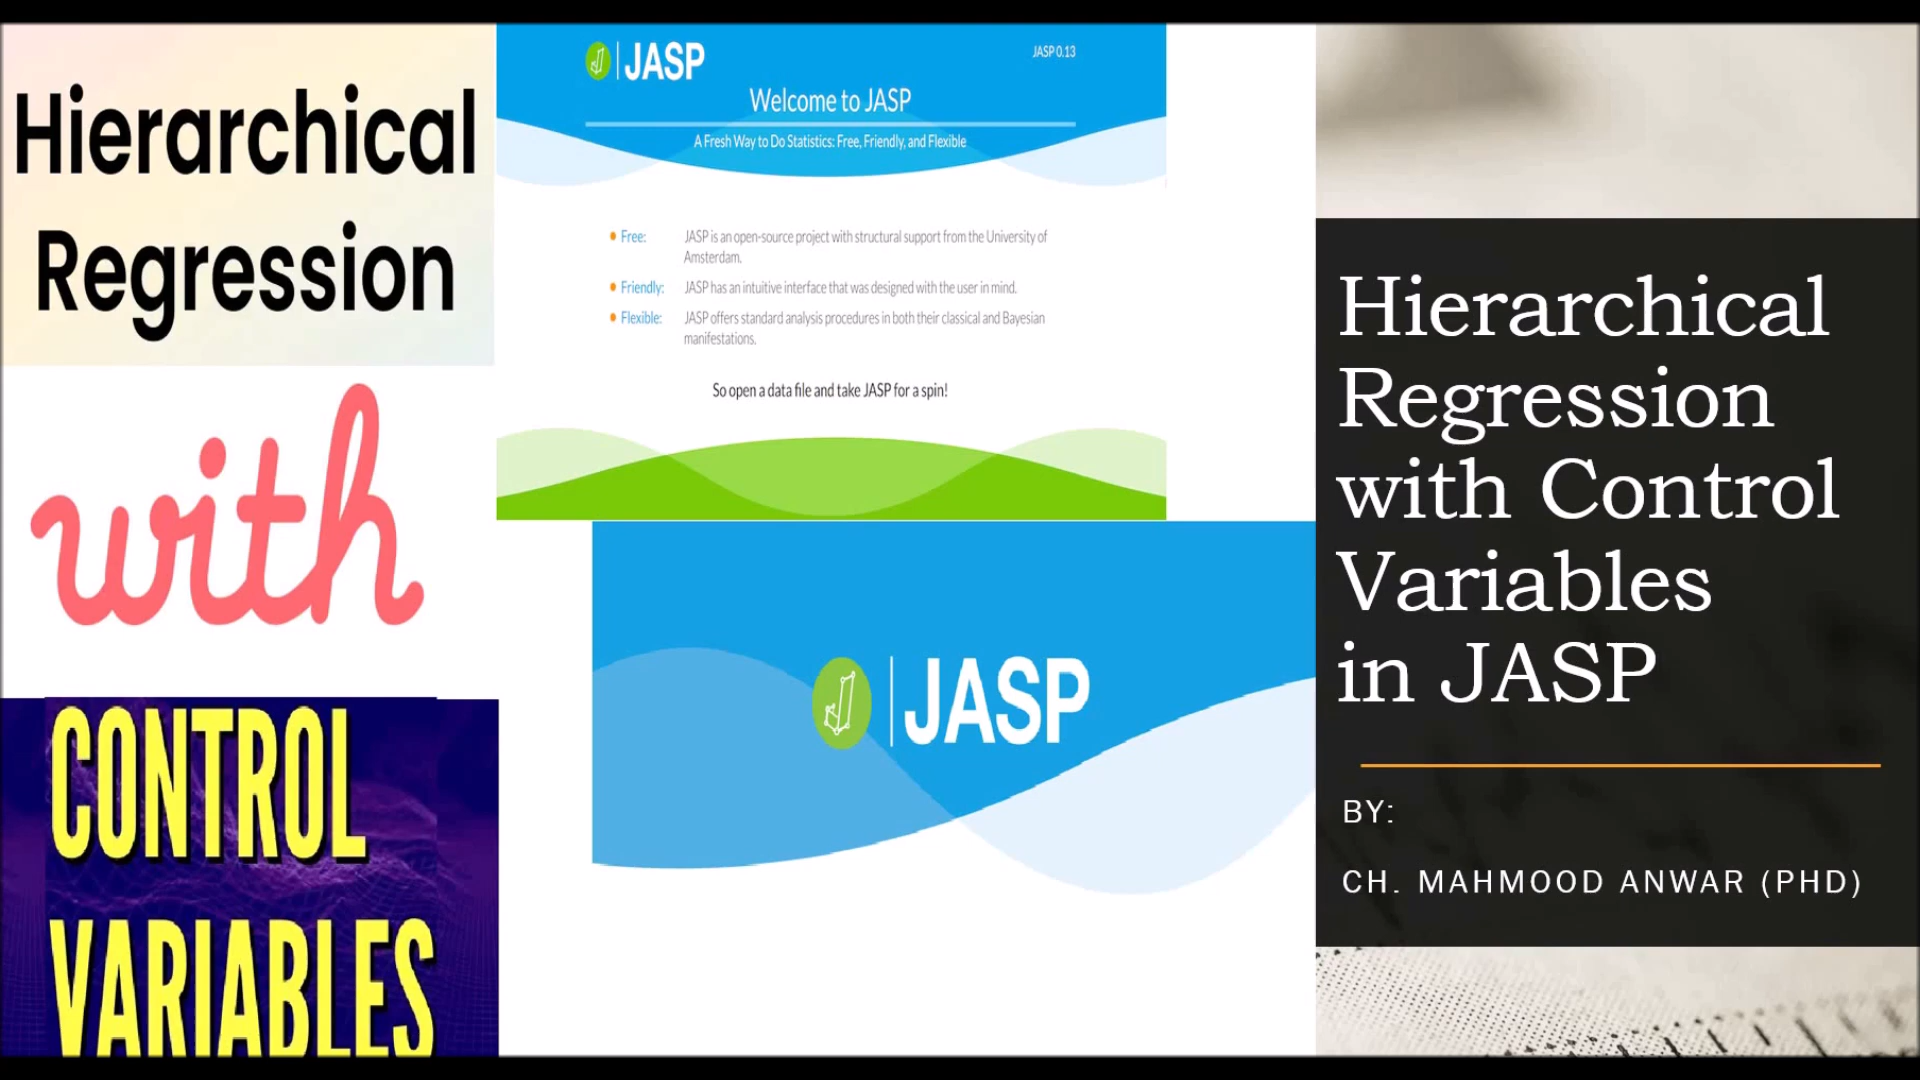 Hierarchical
Regression
with
CONTROL
VARIABLES
JASP
JASP 0.13
Welcome to JASP
A Fresh Way to Do Statistics: Free, Friendly, and Flexible
Free: JASP is an open-source project with structural support from the University of
Amsterdam.
Friendly: JASP has an intuitive interface that was designed with the user in mind.
Flexible: JASP offers standard analysis procedures in both their classical and Bayesian
manifestations.
So open a data file and take JASP for a spin!
JASP
Hierarchical
Regression
with Control
Variables
in JASP
BY:
CH. MAHMOOD ANWAR (PHD)